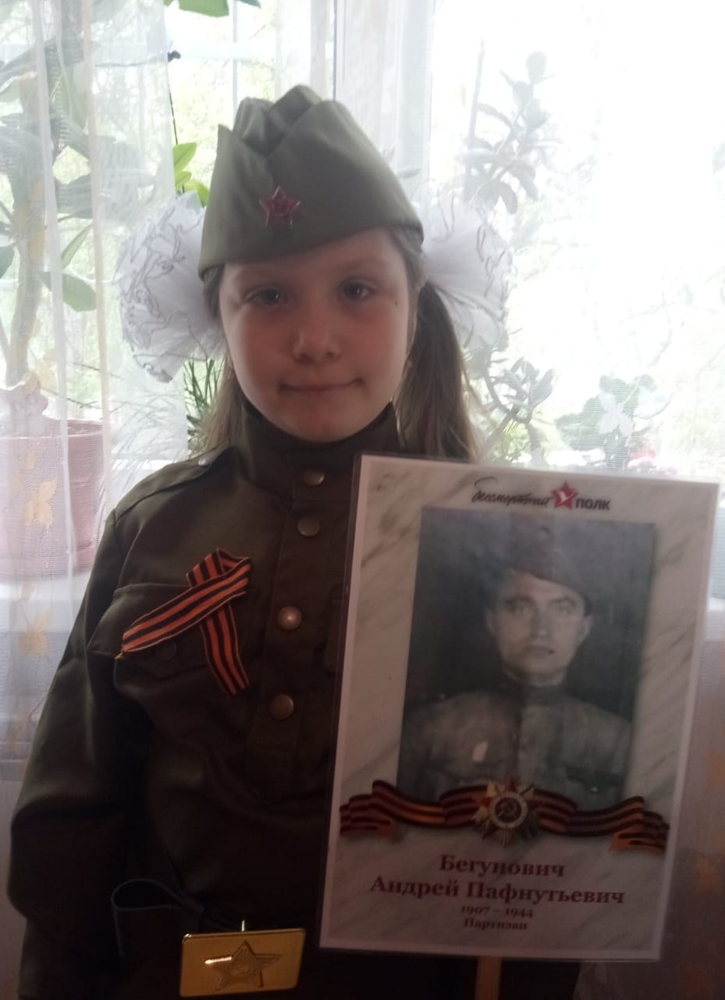 бессмертный ПОЛК
Бегунович
Андрей Пафнутьевич
1907 – 1944
Партизан